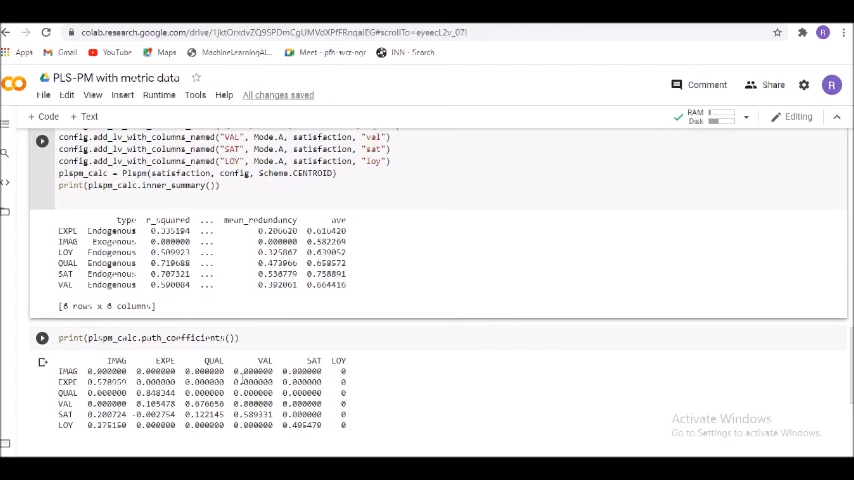 colab.research.google.com/drive/1JktOrxdvZQ9SPDmCgUMVdXPfFRnqalEG#scrollTo=eyeecL2v_07I
R
Apps Gmail YouTube Maps MachineLearningAI... Meet - pfh-wvrz-ngr INN - Search
PLS-PM with metric data
Comment Share R
File Edit View Insert Runtime Tools Help All changes saved
+ Code + Text RAM Disk Editing
config.add_lv_with_columns_named("VAL", Mode.A, satisfaction, "val")
config.add_lv_with_columns_named("SAT", Mode.A, satisfaction, "sat")
config.add_lv_with_columns_named("LOY", Mode.A, satisfaction, "loy")
plspm_calc = Plspm(satisfaction, config, Scheme.CENTROID)
print(plspm_calc.inner_summary())
type r_squared ... mean_redundancy ave
EXPE Endogenous 0.335194 ... 0.206620 0.616420
IMAG Exogenous 0.000000 ... 0.000000 0.582269
LOY Endogenous 0.509923 ... 0.325867 0.639052
QUAL Endogenous 0.719688 ... 0.473966 0.658572
SAT Endogenous 0.707321 ... 0.536779 0.758891
VAL Endogenous 0.590084 ... 0.392061 0.664416
[6 rows x 6 columns]
print(plspm_calc.path_coefficients())
IMAG EXPE QUAL VAL SAT LOY
IMAG 0.000000 0.000000 0.000000 0.000000 0.000000 0
EXPE 0.578959 0.000000 0.000000 0.000000 0.000000 0
QUAL 0.000000 0.848344 0.000000 0.000000 0.000000 0
VAL 0.000000 0.105478 0.676656 0.000000 0.000000 0
SAT 0.200724 -0.002754 0.122145 0.589331 0.000000 0
LOY 0.275150 0.000000 0.000000 0.000000 0.495479 0
Activate Windows
Go to Settings to activate Windows.